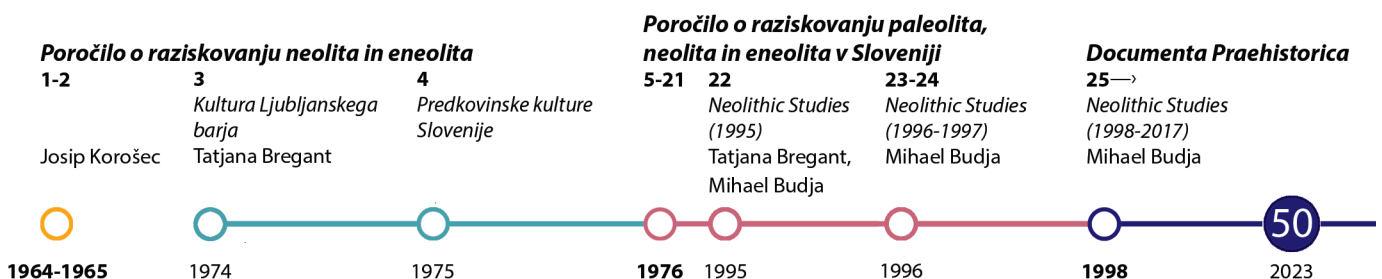 Poročilo o raziskovanju neolita in eneolita
1-2
Josip Korošec
3
Kultura Ljubljanskega
barja
Tatjana Bregant
4
Predkovinske kulture
Slovenije
Poročilo o raziskovanju paleolita,
neolita in eneolita v Sloveniji
5-21
22
Neolithic Studies
(1995)
Tatjana Bregant,
Mihael Budja
23-24
Neolithic Studies
(1996-1997)
Mihael Budja
Documenta Praehistorica
25—›
Neolithic Studies
(1998-2017)
Mihael Budja
50
1964-1965
1974
1975
1976
1995
1996
1998
2023